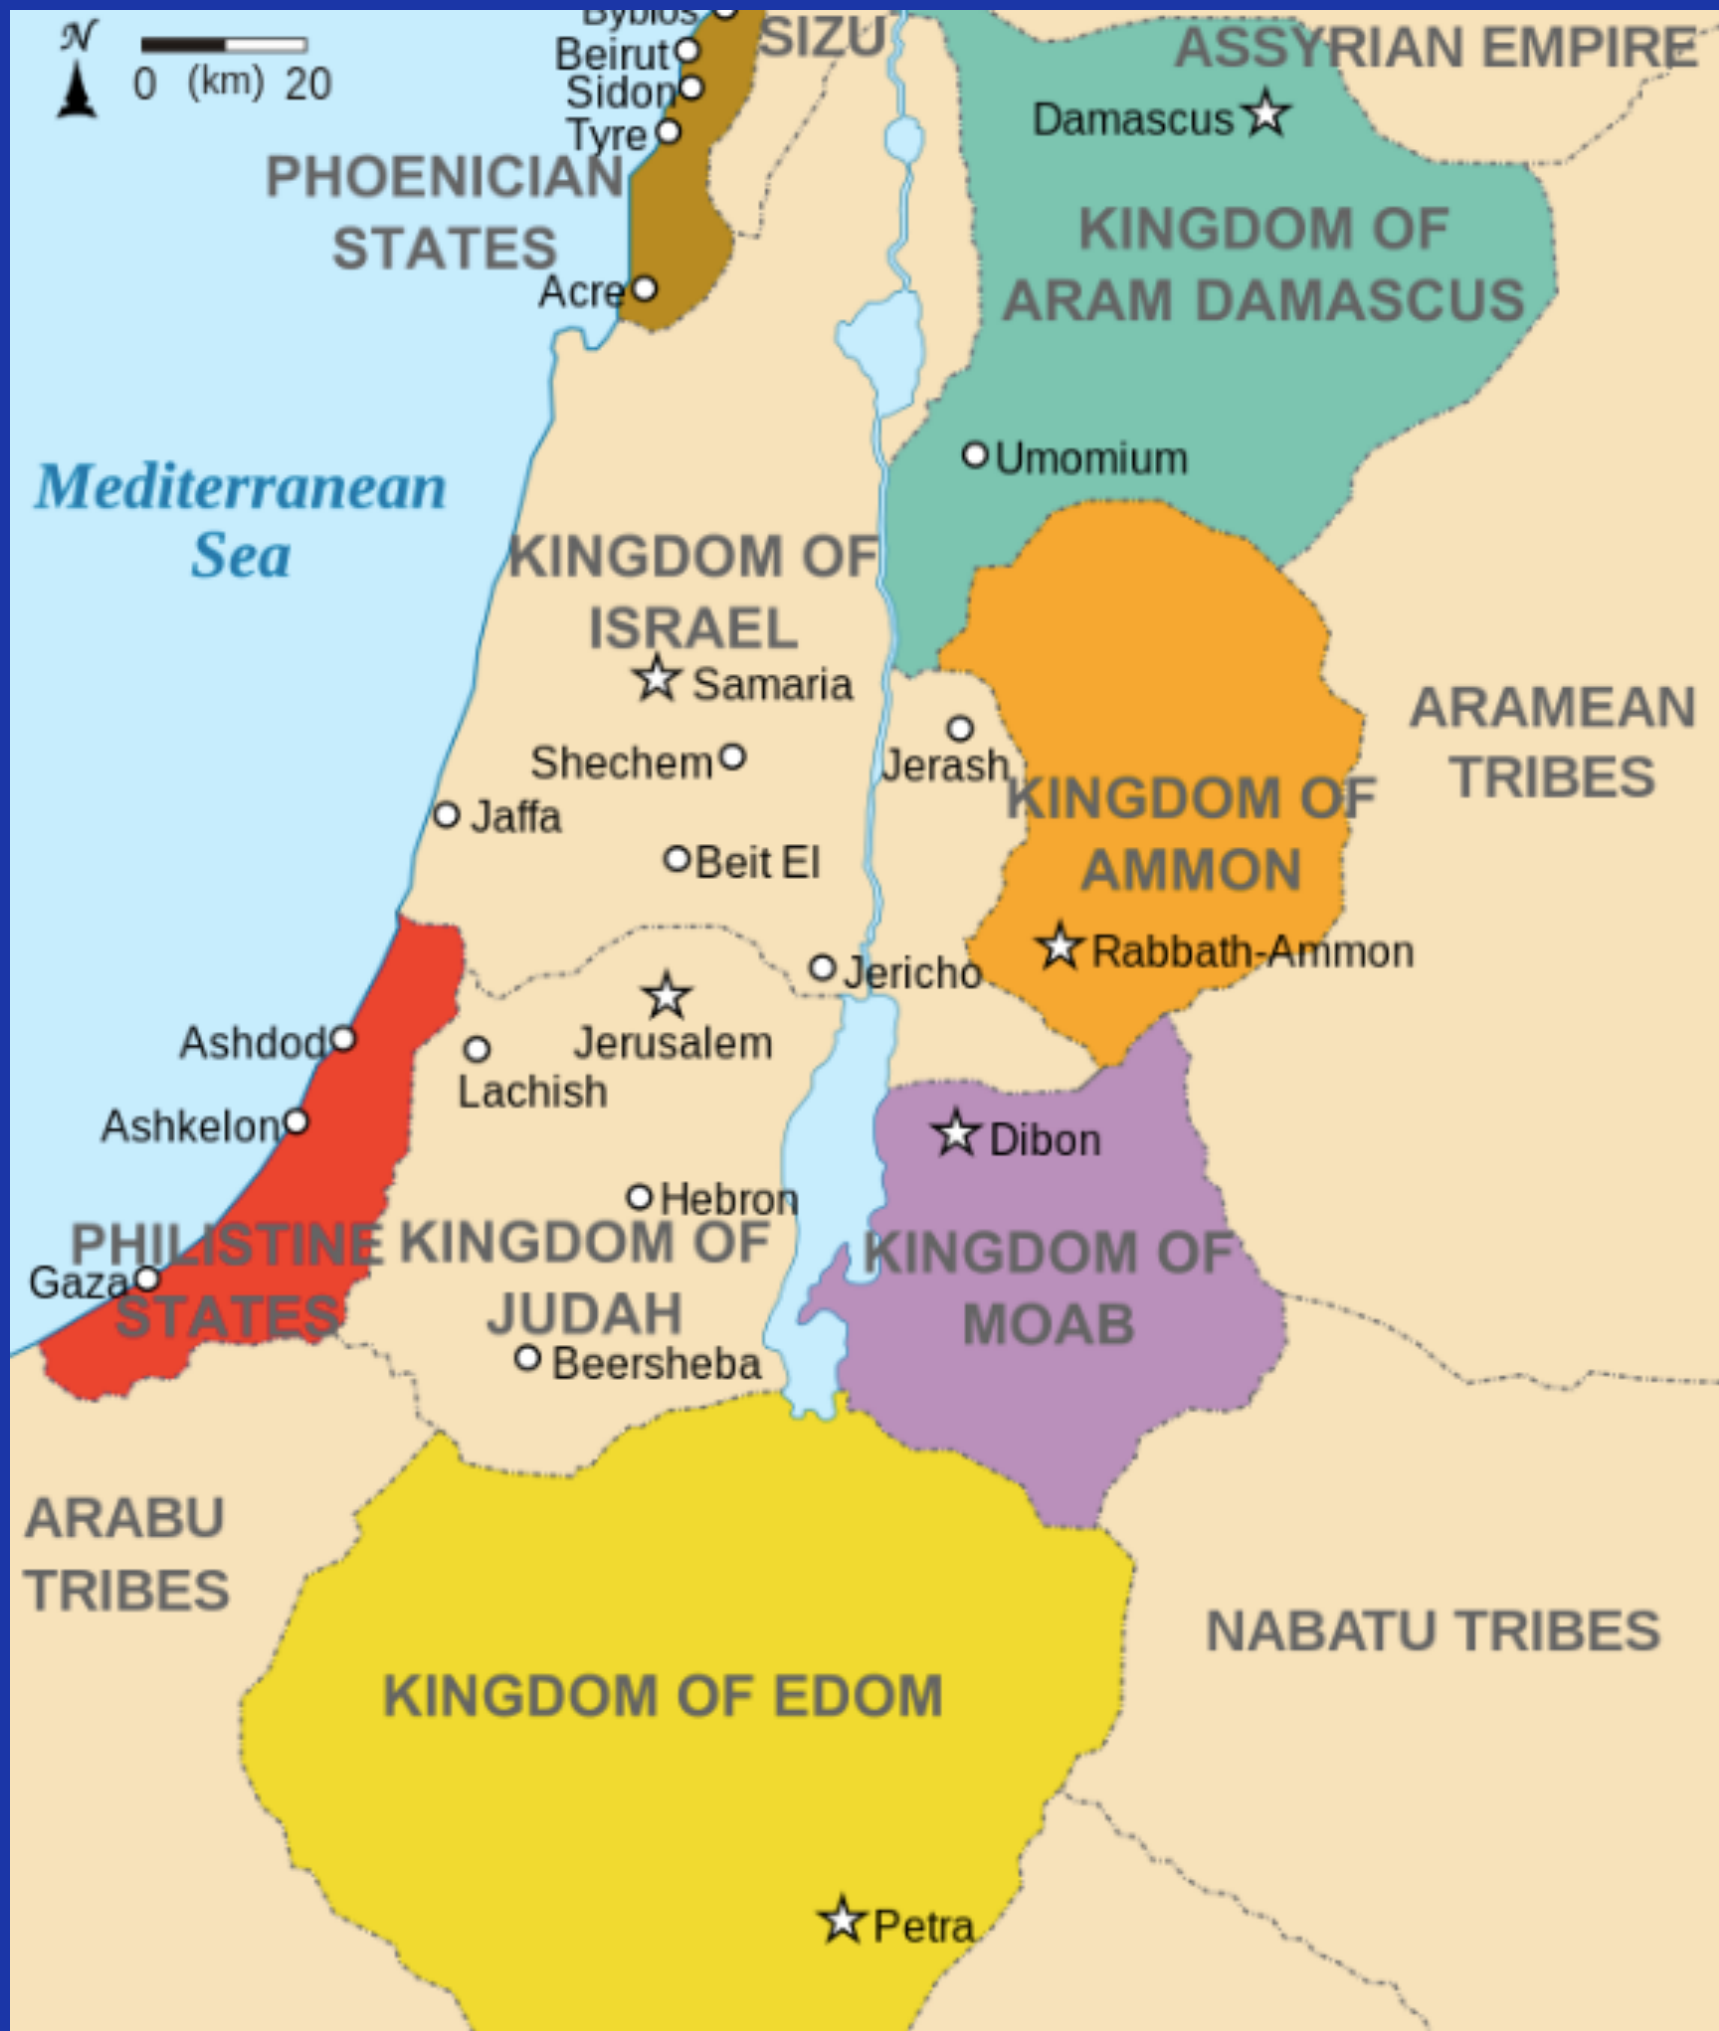 N
0 (km) 20
Byblos
Beirut
Sidon
Tyre
SIZU
ASSYRIAN EMPIRE
Damascus
PHOENICIAN
STATES
Acre
KINGDOM OF
ARAM DAMASCUS
Umomium
Mediterranean
Sea
KINGDOM OF
ISRAEL
Samaria
Shechem
Jaffa
Beit El
Jerash
KINGDOM OF
AMMON
Rabbath-Ammon
ARAMEAN
TRIBES
Jericho
Jerusalem
Ashdod
Lachish
Ashkelon
Dibon
Hebron
PHILISTINE
STATES
Gaza
KINGDOM OF
JUDAH
Beersheba
KINGDOM OF
MOAB
ARABU
TRIBES
NABATU TRIBES
KINGDOM OF EDOM
Petra